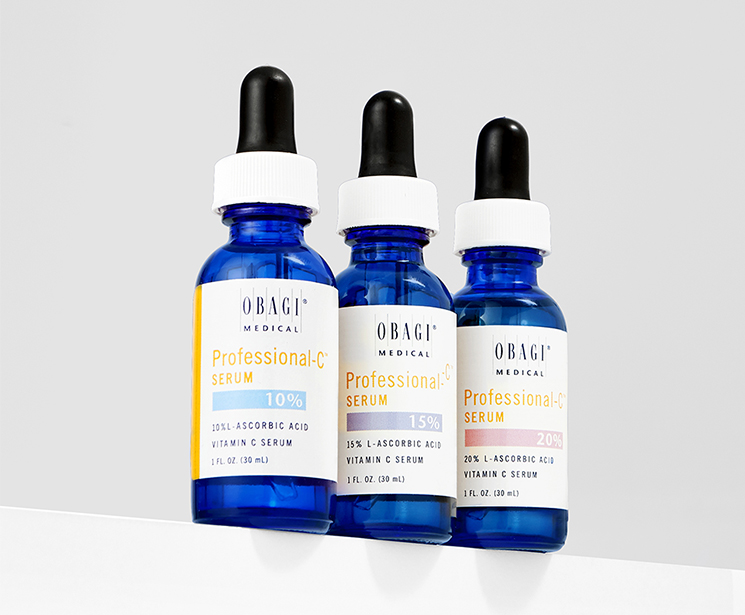 OBAGI®
MEDICAL
Professional-C™
SERUM
10%
10%L-ASCORBIC ACID
VITAMIN C SERUM
1 FL. OZ. (30 mL)
OBAGI®
MEDICAL
Professional-C™
SERUM
15%
15% L-ASCORBIC ACID
VITAMIN C SERUM
1 FL. OZ. (30 mL)
OBAGI®
MEDICAL
Professional-C™
SERUM
20%
20% L-ASCORBIC ACID
VITAMIN C SERUM
1 FL. OZ. (30 mL)